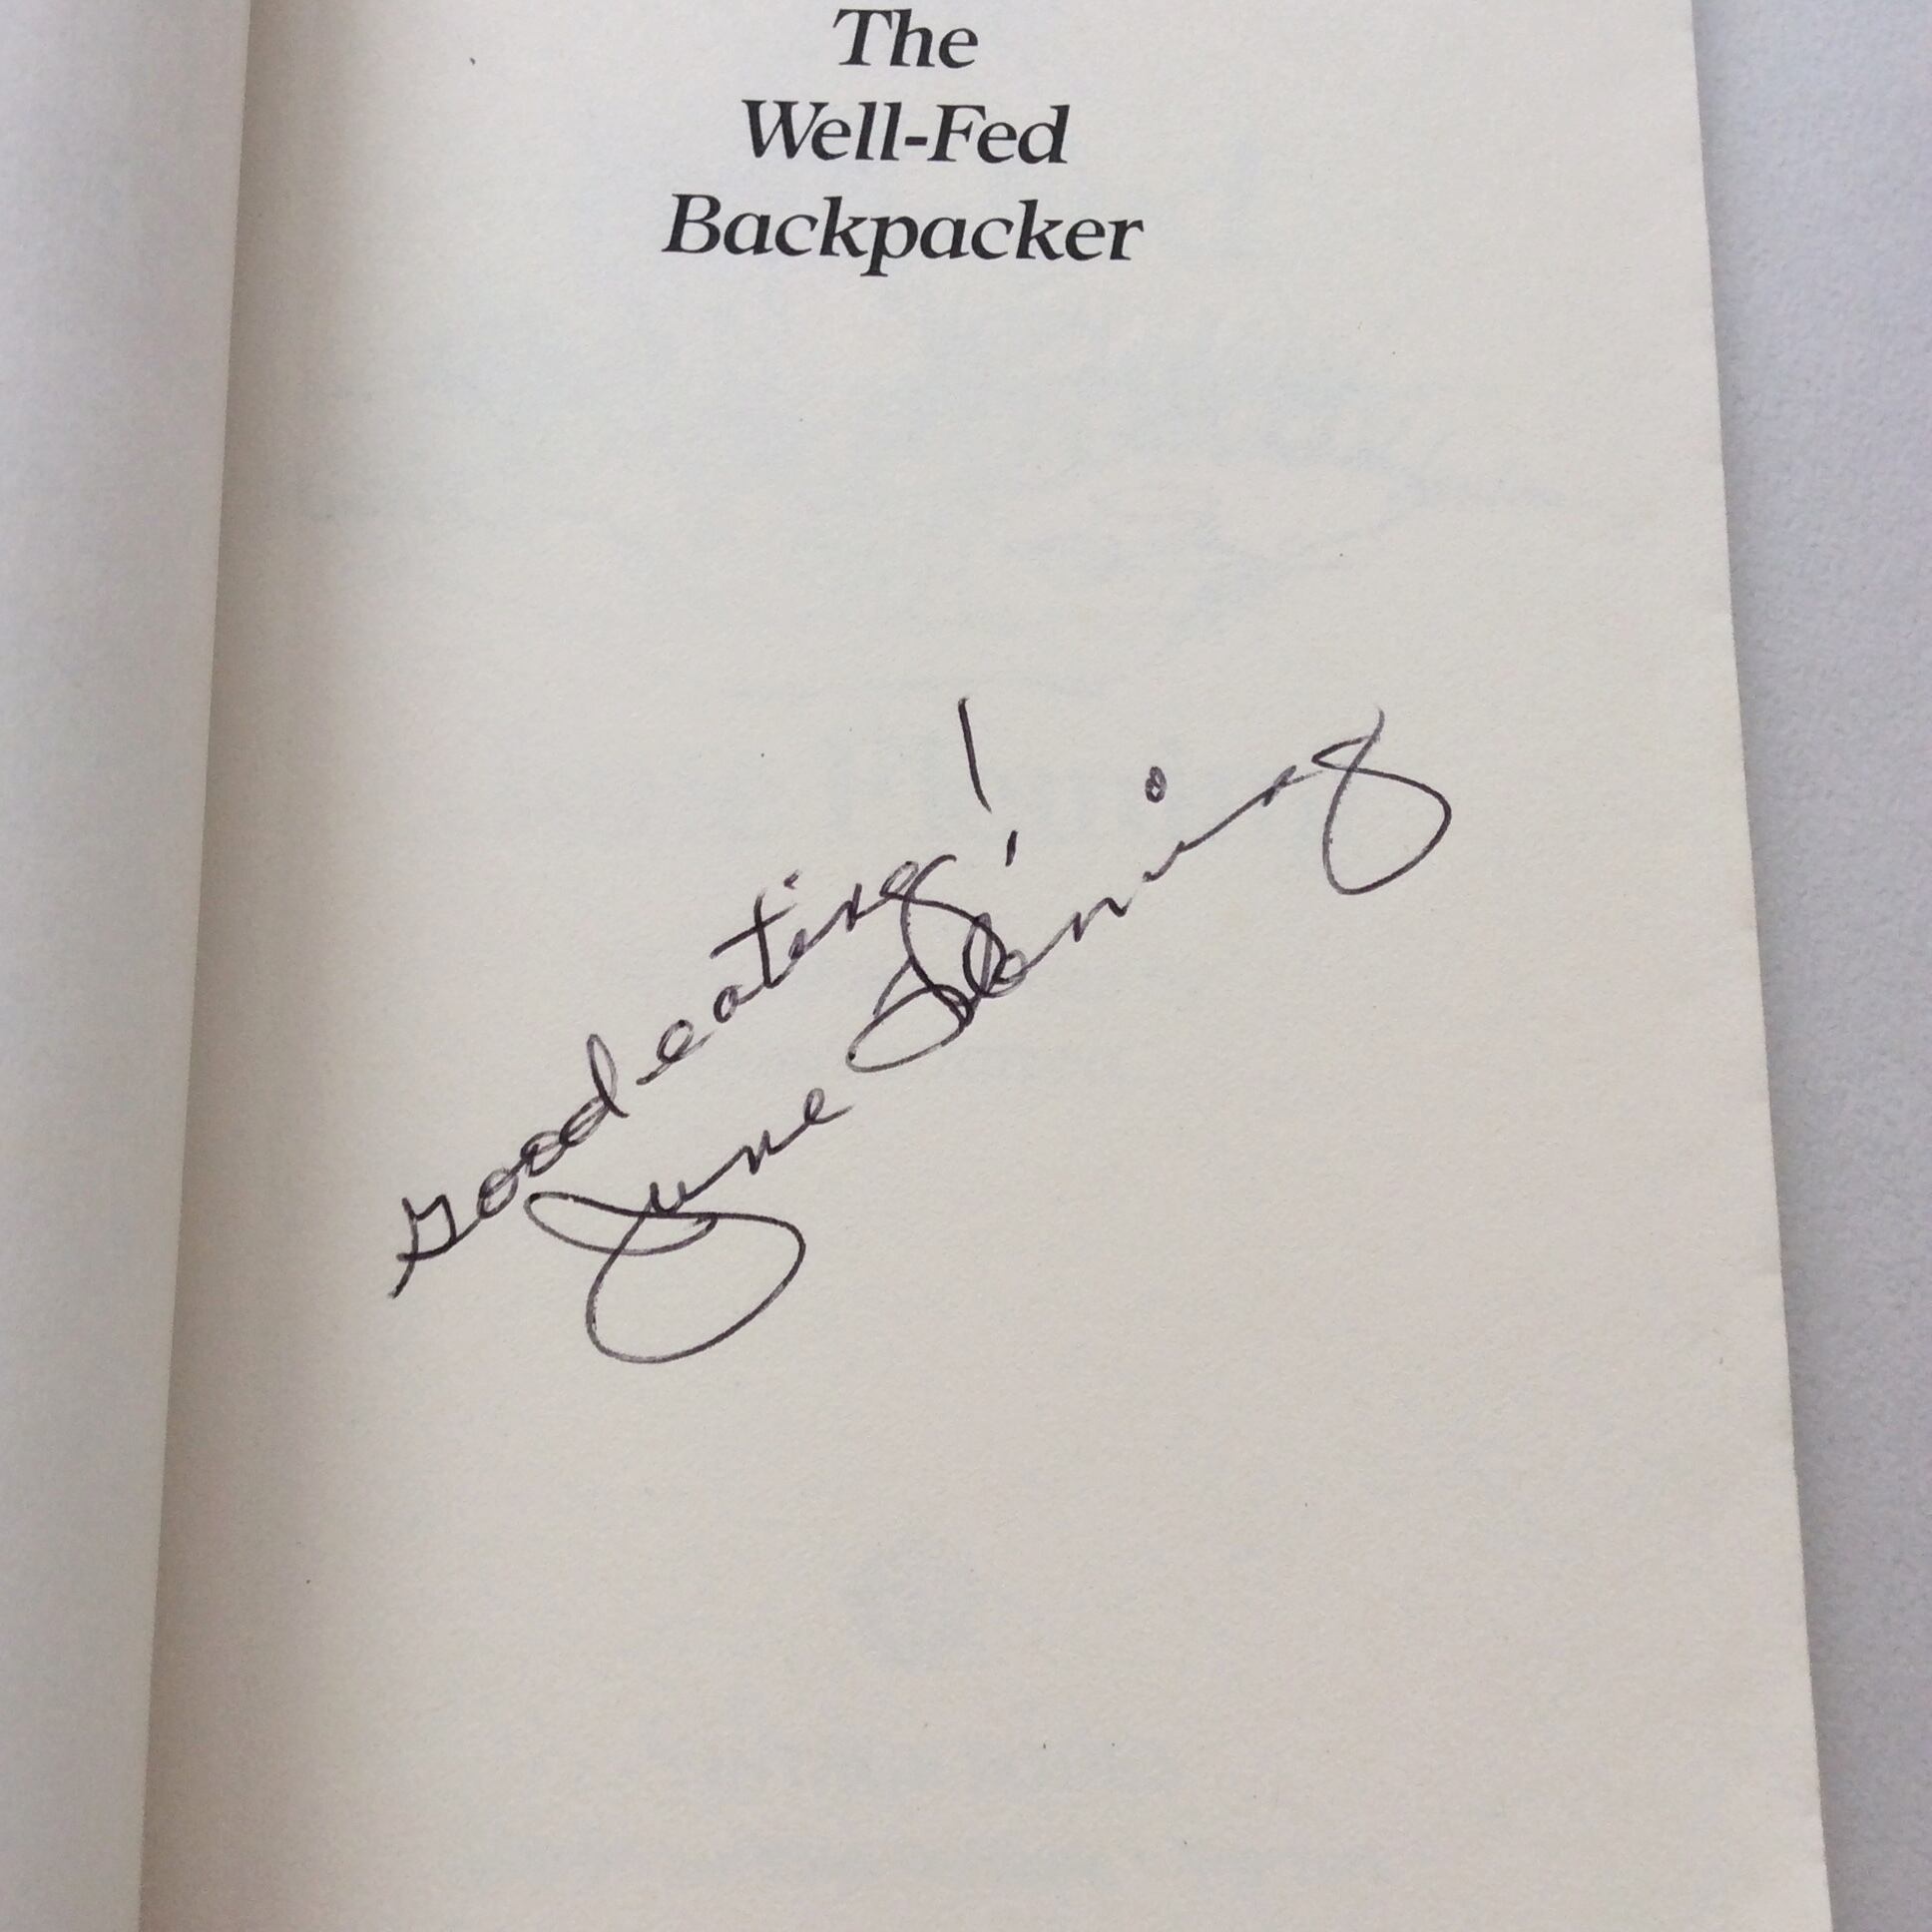 The
Well-Fed
Backpacker
Good eating!
June Fleming